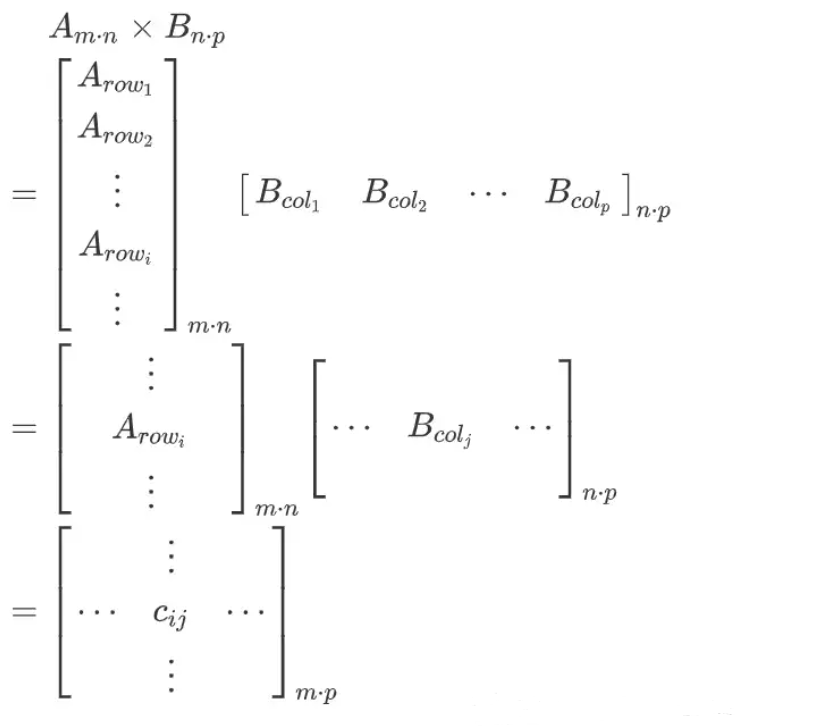 $A_{m \cdot n} \times B_{n \cdot p}$
$= \begin{bmatrix} A_{row_1} \\ A_{row_2} \\ \vdots \\ A_{row_i} \\ \vdots \end{bmatrix}_{m \cdot n} \begin{bmatrix} B_{col_1} & B_{col_2} & \cdots & B_{col_p} \end{bmatrix}_{n \cdot p}$
$= \begin{bmatrix} \vdots \\ A_{row_i} \\ \vdots \end{bmatrix}_{m \cdot n} \begin{bmatrix} \cdots & B_{col_j} & \cdots \end{bmatrix}_{n \cdot p}$
$= \begin{bmatrix} & \vdots & \\ \cdots & c_{ij} & \cdots \\ & \vdots & \end{bmatrix}_{m \cdot p}$